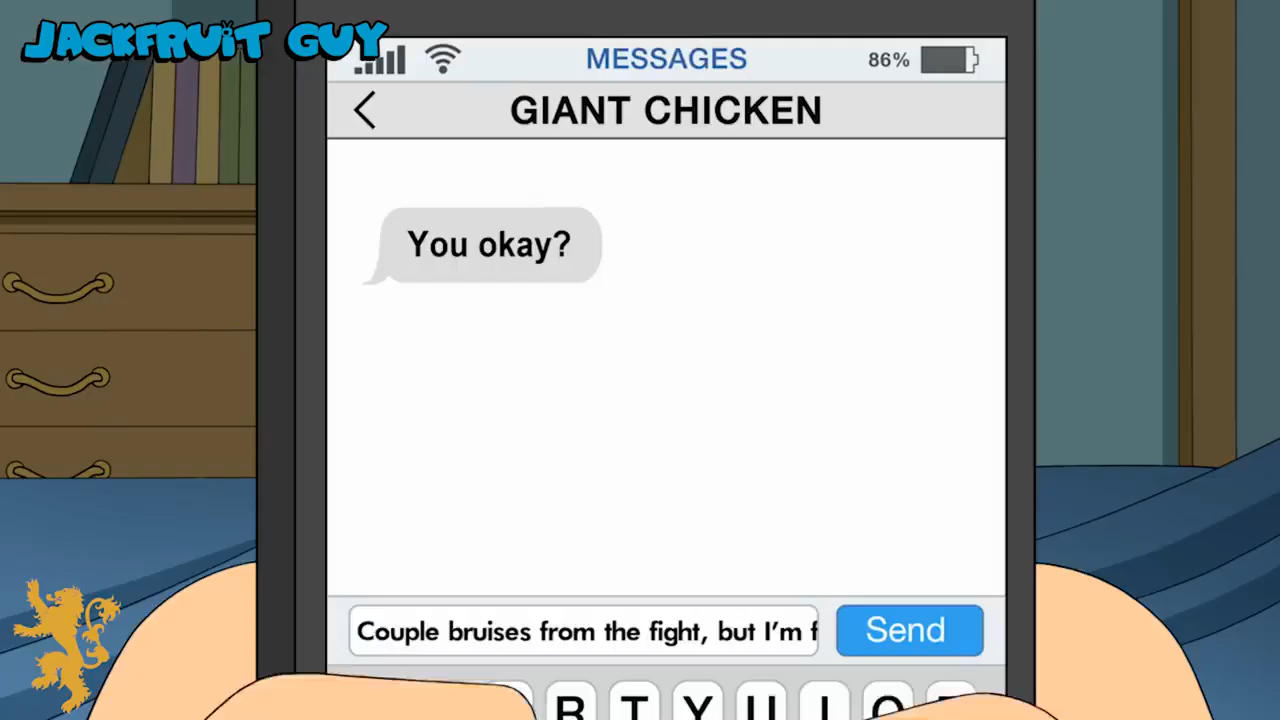 JACKFRUIT GUY
MESSAGES
86%
GIANT CHICKEN
You okay?
Couple bruises from the fight, but I'm f
Send
R T Y U I O P